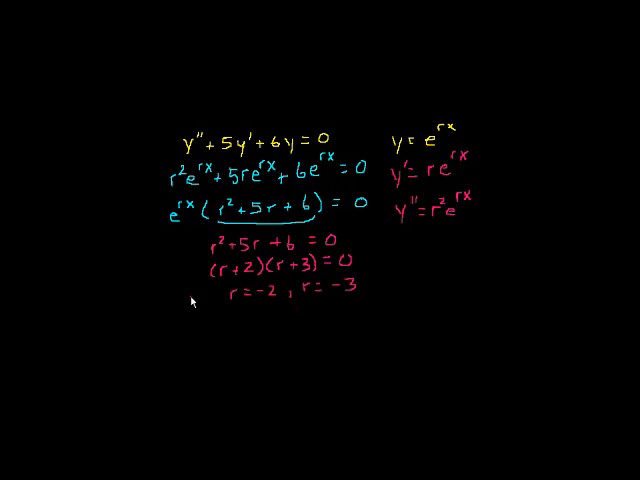 y'' + 5y' + 6y = 0
y = e^{rx}
r²e^{rx} + 5re^{rx} + 6e^{rx} = 0
y' = re^{rx}
e^{rx}(r² + 5r + 6) = 0
y'' = r²e^{rx}
r² + 5r + 6 = 0
(r + 2)(r + 3) = 0
r = -2, r = -3